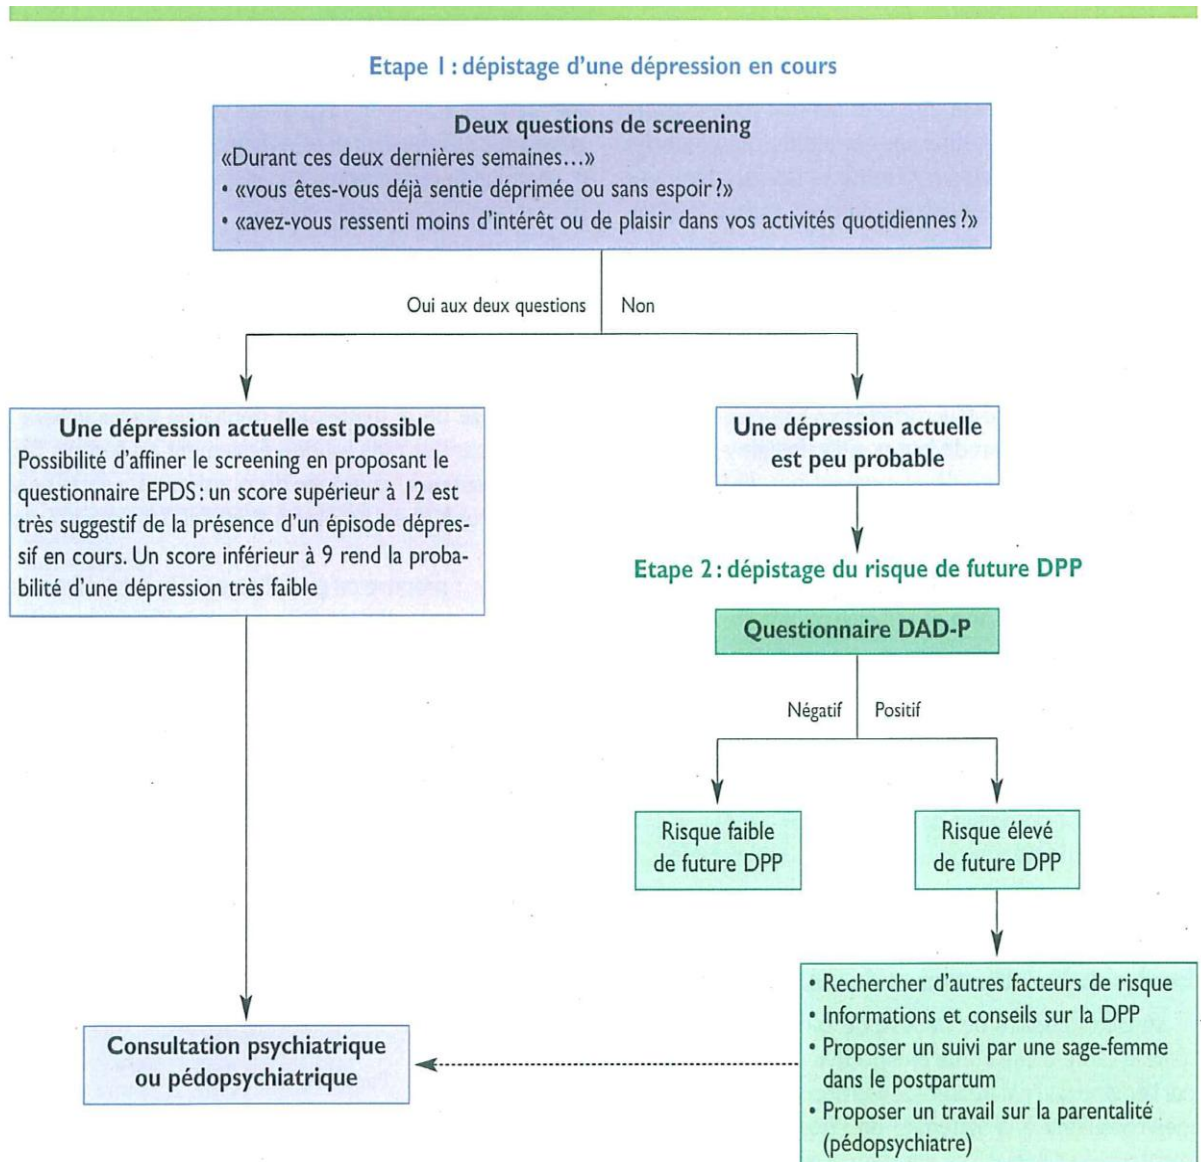 Etape 1 : dépistage d'une dépression en cours
Deux questions de screening
«Durant ces deux dernières semaines…»
• «vous êtes-vous déjà sentie déprimée ou sans espoir ?»
• «avez-vous ressenti moins d'intérêt ou de plaisir dans vos activités quotidiennes ?»
Oui aux deux questions
Non
Une dépression actuelle est possible
Possibilité d'affiner le screening en proposant le
questionnaire EPDS : un score supérieur à 12 est
très suggestif de la présence d'un épisode dépres-
sif en cours. Un score inférieur à 9 rend la proba-
bilité d'une dépression très faible
Une dépression actuelle
est peu probable
Etape 2 : dépistage du risque de future DPP
Questionnaire DAD-P
Négatif
Positif
Risque faible
de future DPP
Risque élevé
de future DPP
• Rechercher d'autres facteurs de risque
• Informations et conseils sur la DPP
• Proposer un suivi par une sage-femme
dans le postpartum
• Proposer un travail sur la parentalité
(pédopsychiatre)
Consultation psychiatrique
ou pédopsychiatrique